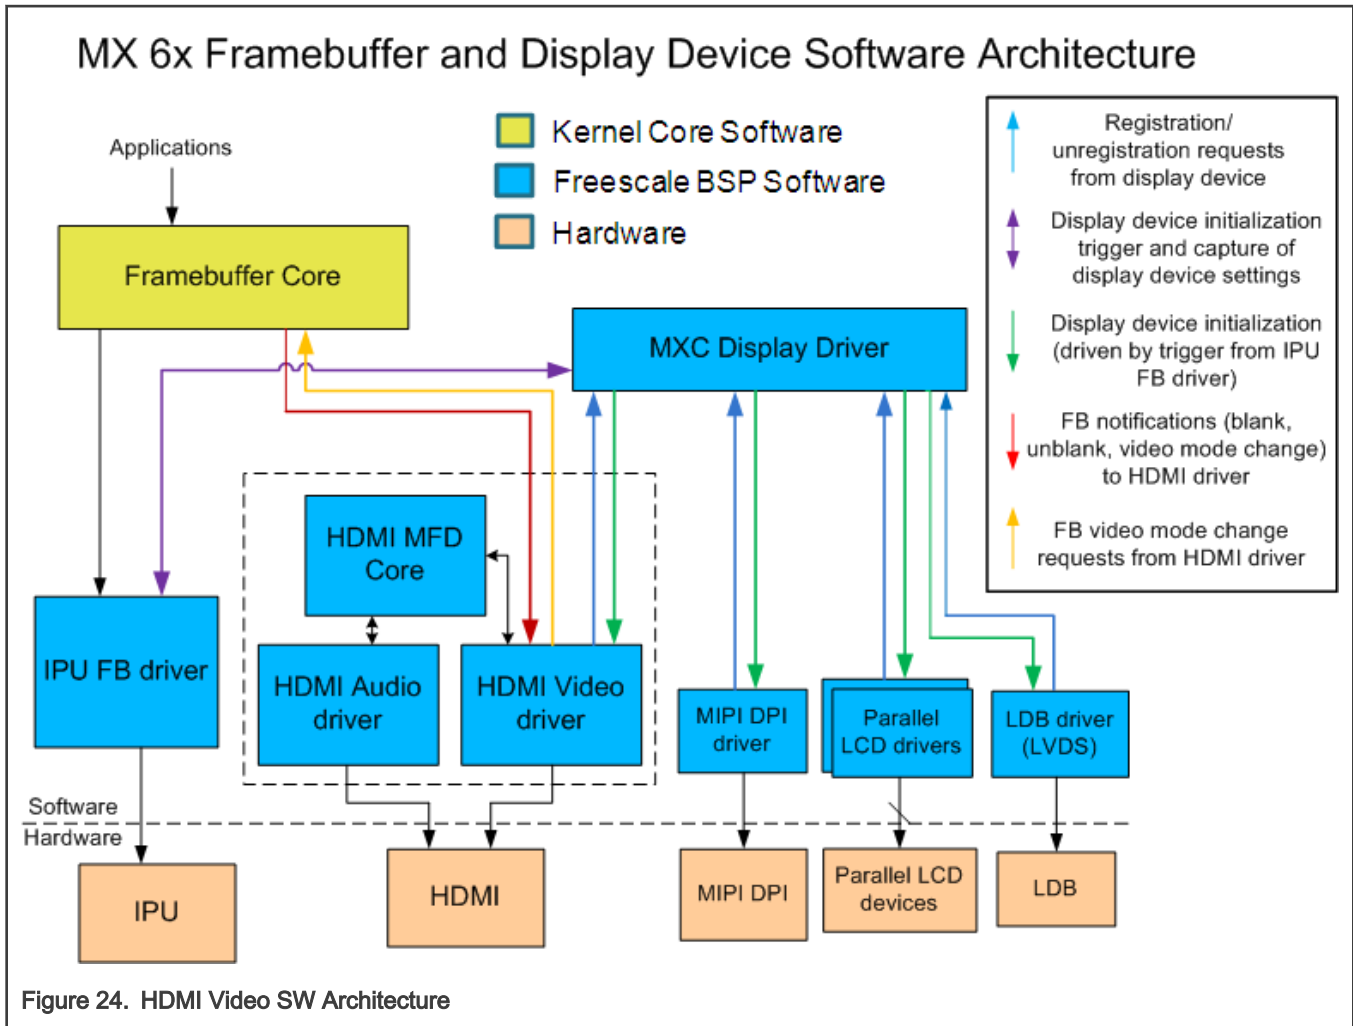 MX 6x Framebuffer and Display Device Software Architecture
Applications
Kernel Core Software
Freescale BSP Software
Hardware
Registration/
unregistration requests
from display device
Display device initialization
trigger and capture of
display device settings
Display device initialization
(driven by trigger from IPU
FB driver)
FB notifications (blank,
unblank, video mode change)
to HDMI driver
FB video mode change
requests from HDMI driver
Framebuffer Core
MXC Display Driver
HDMI MFD
Core
IPU FB driver
HDMI Audio
driver
HDMI Video
driver
MIPI DPI
driver
Parallel
LCD drivers
LDB driver
(LVDS)
Software
Hardware
IPU
HDMI
MIPI DPI
Parallel LCD
devices
LDB
Figure 24. HDMI Video SW Architecture